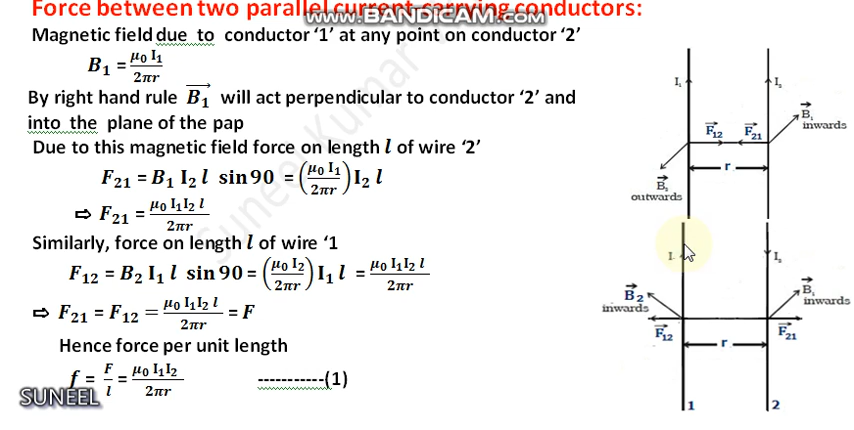 Force between two parallel current-carrying conductors:
WWW.BANDICAM.COM
Magnetic field due to conductor ‘1’ at any point on conductor ‘2’
B₁ = μ₀ I₁ / 2πr
By right hand rule B₁⃗ will act perpendicular to conductor ‘2’ and
into the plane of the pap
Due to this magnetic field force on length l of wire ‘2’
F₂₁ = B₁ I₂ l sin90 = (μ₀ I₁ / 2πr) I₂ l
⇨ F₂₁ = μ₀ I₁I₂ l / 2πr
Similarly, force on length l of wire ‘1
F₁₂ = B₂ I₁ l sin90 = (μ₀ I₂ / 2πr) I₁ l = μ₀ I₁I₂ l / 2πr
⇨ F₂₁ = F₁₂ = μ₀ I₁I₂ l / 2πr = F
Hence force per unit length
f = F / l = μ₀ I₁I₂ / 2πr -----------(1)
SUNEEL
Suneel Kumar
I₁ I₂
B₁⃗
inwards
F₁₂⃗ F₂₁⃗
r
outwards
I₂
B₂⃗
inwards
B₁⃗
inwards
F₁₂⃗ F₂₁⃗
r
1 2